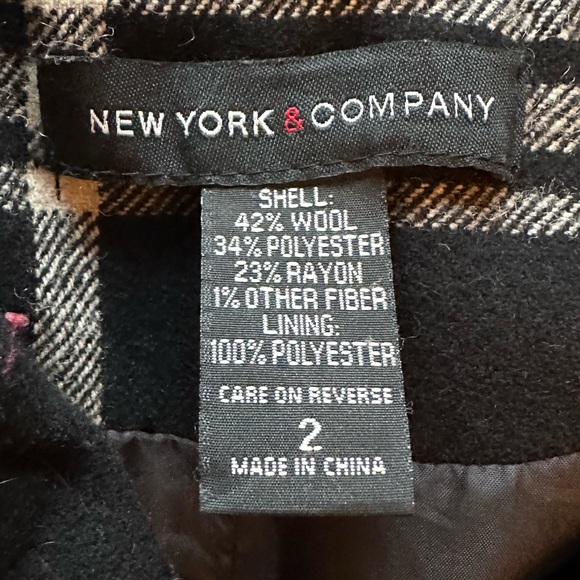 NEW YORK & COMPANY
SHELL:
42% WOOL
34% POLYESTER
23% RAYON
1% OTHER FIBER
LINING:
100% POLYESTER
CARE ON REVERSE
2
MADE IN CHINA